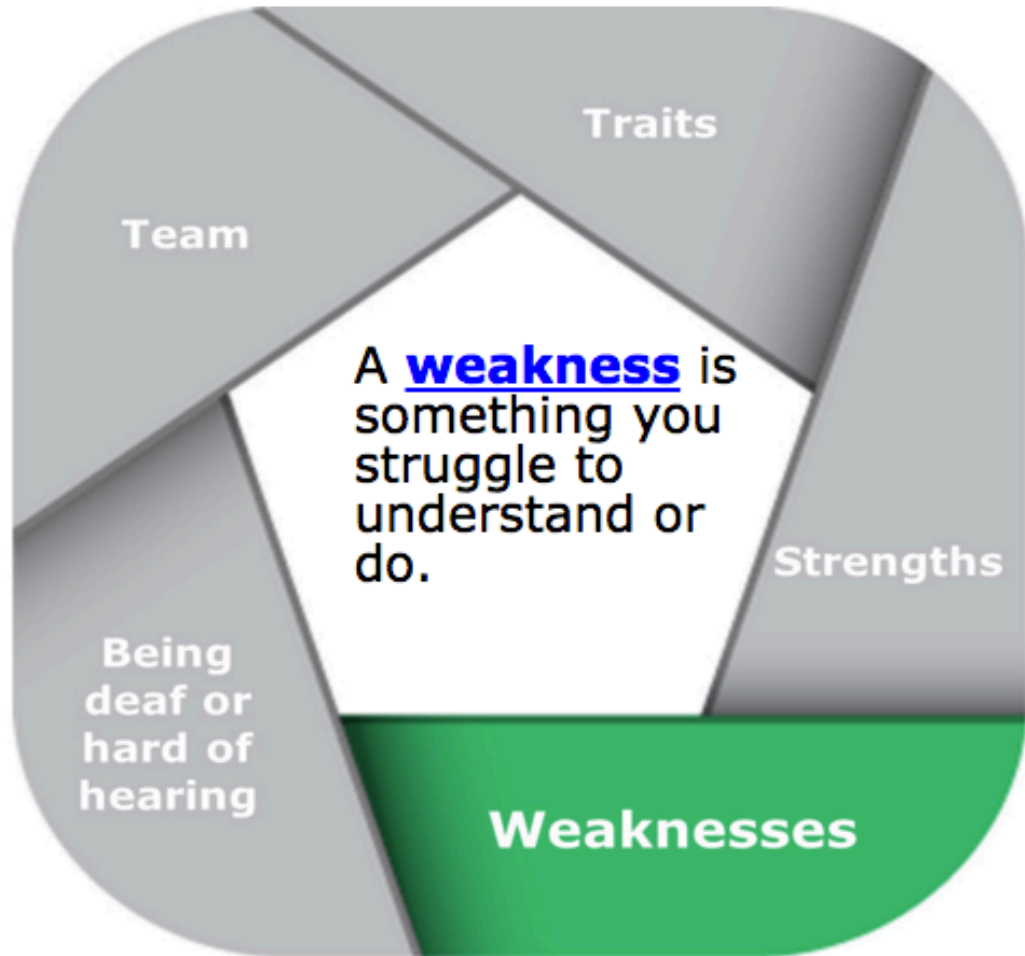 Traits
Team
A weakness is
something you
struggle to
understand or
do.
Strengths
Being
deaf or
hard of
hearing
Weaknesses